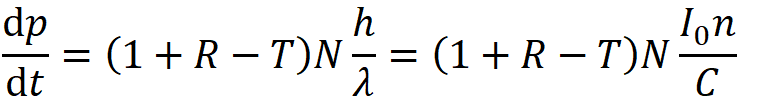 dp/dt = (1 + R − T)N h/λ = (1 + R − T)N I₀n/C